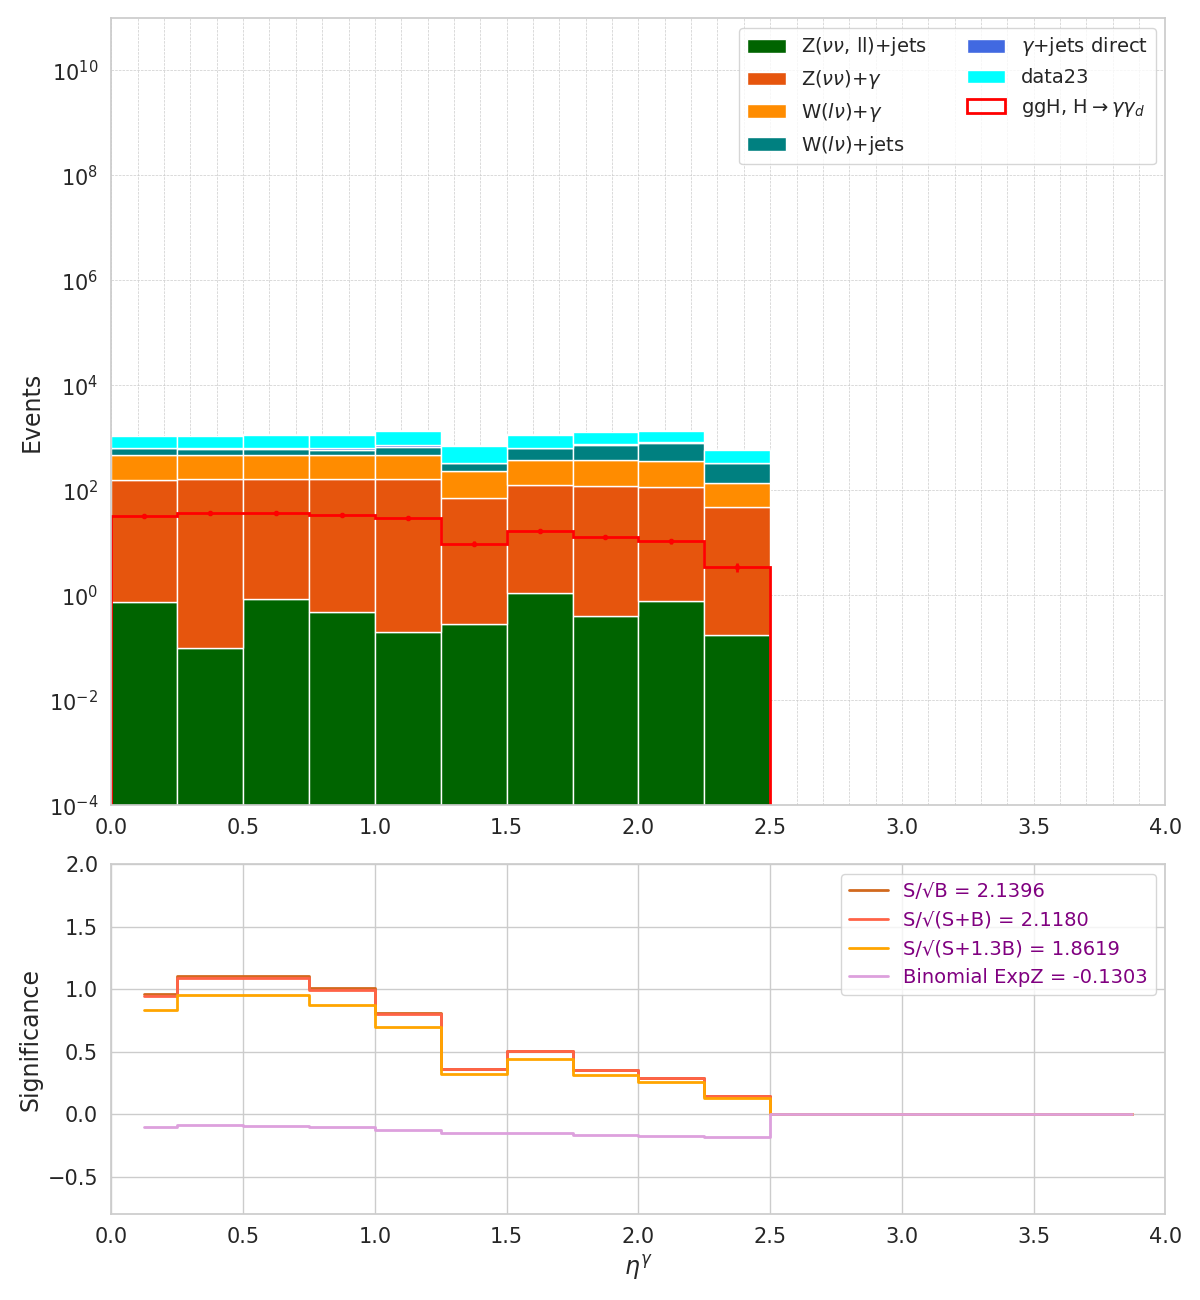 Z(νν, ll)+jets
Z(νν)+γ
W(lν)+γ
W(lν)+jets
γ+jets direct
data23
ggH, H→γγ_d
Events
10^10
10^8
10^6
10^4
10^2
10^0
10^−2
10^−4
0.0 0.5 1.0 1.5 2.0 2.5 3.0 3.5 4.0
S/√B = 2.1396
S/√(S+B) = 2.1180
S/√(S+1.3B) = 1.8619
Binomial ExpZ = -0.1303
Significance
2.0
1.5
1.0
0.5
0.0
−0.5
0.0 0.5 1.0 1.5 2.0 2.5 3.0 3.5 4.0
η^γ